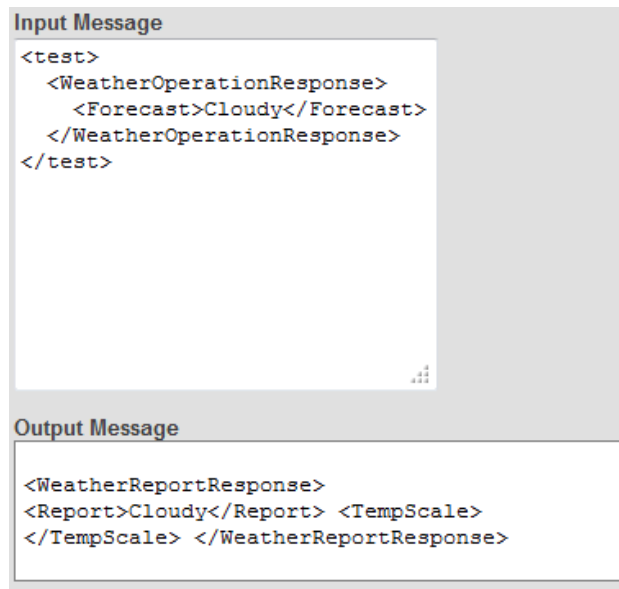 Input Message
<test>
  <WeatherOperationResponse>
    <Forecast>Cloudy</Forecast>
  </WeatherOperationResponse>
</test>
Output Message
<WeatherReportResponse>
<Report>Cloudy</Report> <TempScale>
</TempScale> </WeatherReportResponse>